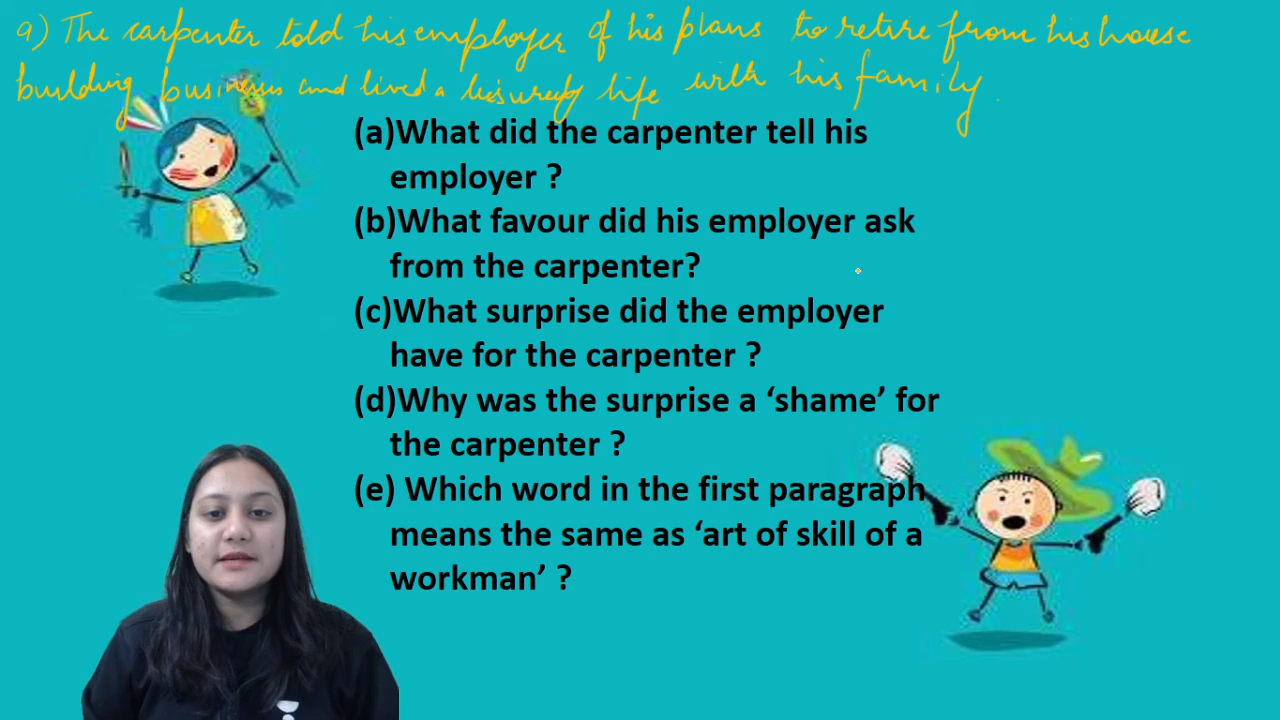 a) The carpenter told his employer of his plans to retire from his house
building business and lived a leisurely life with his family.
(a)What did the carpenter tell his
employer ?
(b)What favour did his employer ask
from the carpenter?
(c)What surprise did the employer
have for the carpenter ?
(d)Why was the surprise a ‘shame’ for
the carpenter ?
(e) Which word in the first paragraph
means the same as ‘art of skill of a
workman’ ?